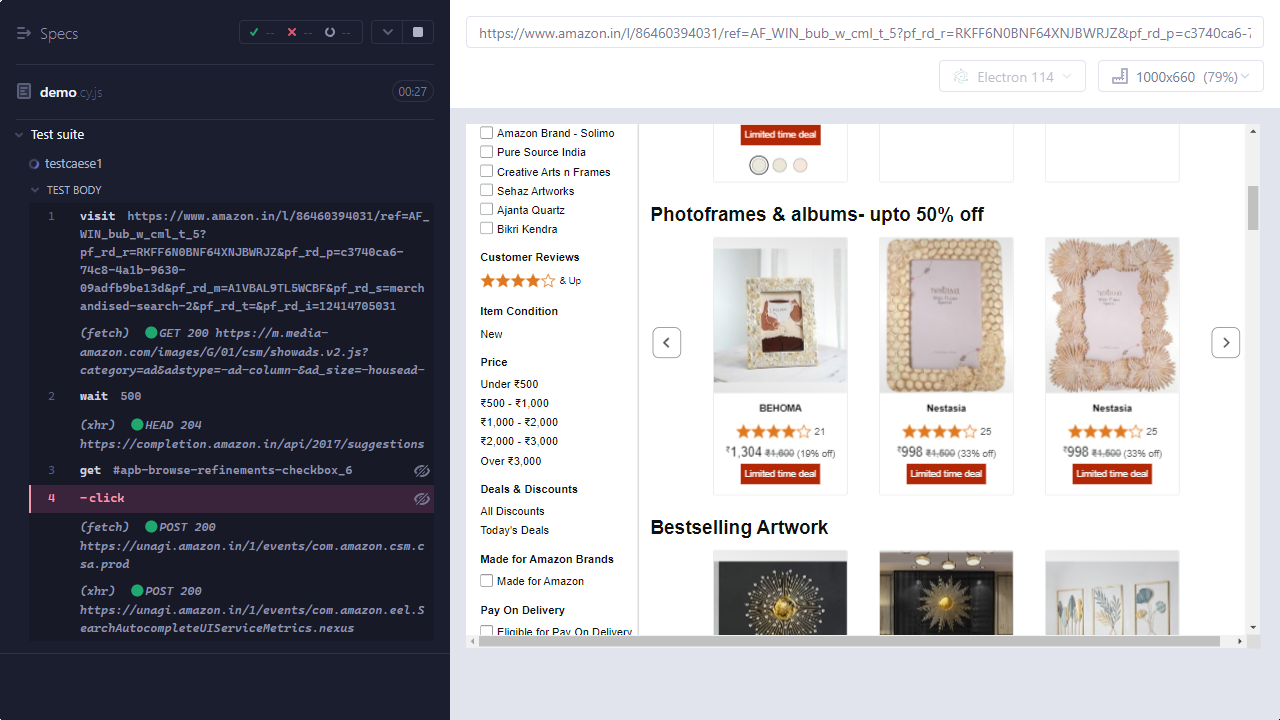 Specs
--
--
--
demo.cy.js
00:27
Test suite
testcaese1
TEST BODY
1 visit https://www.amazon.in/l/86460394031/ref=AF_
WIN_bub_w_cml_t_5?
pf_rd_r=RKFF6N0BNF64XNJBWRJZ&pf_rd_p=c3740ca6-
74c8-4a1b-9630-
09adfb9be13d&pf_rd_m=A1VBAL9TL5WCBF&pf_rd_s=merch
andised-search-2&pf_rd_t=&pf_rd_i=12414705031
(fetch) GET 200 https://m.media-
amazon.com/images/G/01/csm/showads.v2.js?
category=ad&adstype=-ad-column-&ad_size=-housead-
2 wait 500
(xhr) HEAD 204
https://completion.amazon.in/api/2017/suggestions
3 get #apb-browse-refinements-checkbox_6
4 -click
(fetch) POST 200
https://unagi.amazon.in/1/events/com.amazon.csm.c
sa.prod
(xhr) POST 200
https://unagi.amazon.in/1/events/com.amazon.eel.S
earchAutocompleteUIServiceMetrics.nexus
https://www.amazon.in/l/86460394031/ref=AF_WIN_bub_w_cml_t_5?pf_rd_r=RKFF6N0BNF64XNJBWRJZ&pf_rd_p=c3740ca6-7
Electron 114
1000x660 (79%)
Amazon Brand - Solimo
Pure Source India
Creative Arts n Frames
Sehaz Artworks
Ajanta Quartz
Bikri Kendra
Customer Reviews
& Up
Item Condition
New
Price
Under ₹500
₹500 - ₹1,000
₹1,000 - ₹2,000
₹2,000 - ₹3,000
Over ₹3,000
Deals & Discounts
All Discounts
Today's Deals
Made for Amazon Brands
Made for Amazon
Pay On Delivery
Eligible for Pay On Delivery
Limited time deal
Photoframes & albums- upto 50% off
BEHOMA
21
₹1,304 ₹1,600 (19% off)
Limited time deal
Nestasia
25
₹998 ₹1,500 (33% off)
Limited time deal
Nestasia
25
₹998 ₹1,500 (33% off)
Limited time deal
Bestselling Artwork